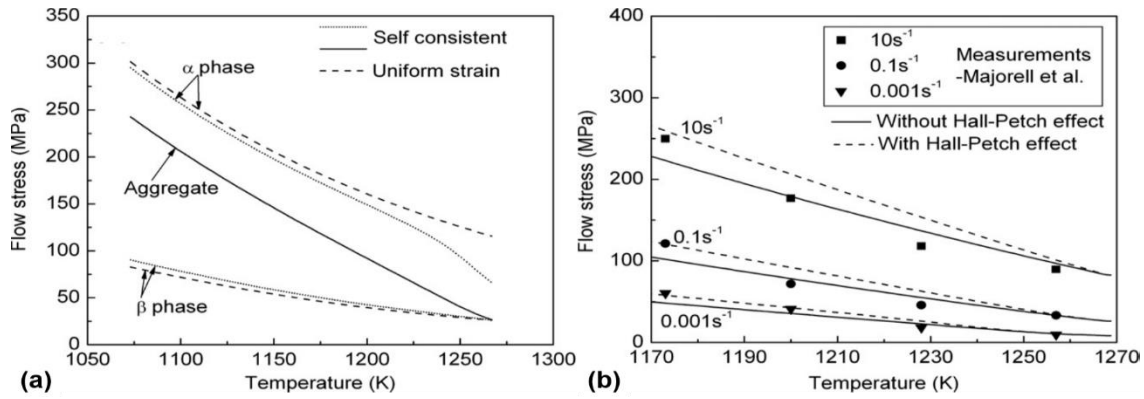 350
300
250
200
150
100
50
0
Flow stress (MPa)
1050
1100
1150
1200
1250
1300
Temperature (K)
Self consistent
Uniform strain
α phase
Aggregate
β phase
(a)
400
300
200
100
0
Flow stress (MPa)
1170
1190
1210
1230
1250
1270
Temperature (K)
10s⁻¹
0.1s⁻¹
0.001s⁻¹
Measurements
-Majorell et al.
Without Hall-Petch effect
With Hall-Petch effect
10s⁻¹
0.1s⁻¹
0.001s⁻¹
(b)